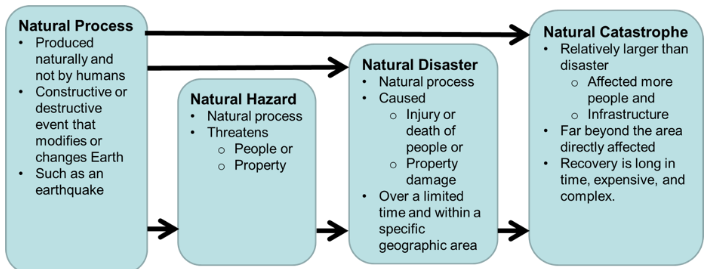 Natural Process
• Produced
naturally and
not by humans
• Constructive or
destructive
event that
modifies or
changes Earth
• Such as an
earthquake
Natural Hazard
• Natural process
• Threatens
o People or
o Property
Natural Disaster
• Natural process
• Caused
o Injury or
death of
people or
o Property
damage
• Over a limited
time and within a
specific
geographic area
Natural Catastrophe
• Relatively larger than
disaster
o Affected more
people and
o Infrastructure
• Far beyond the area
directly affected
• Recovery is long in
time, expensive, and
complex.